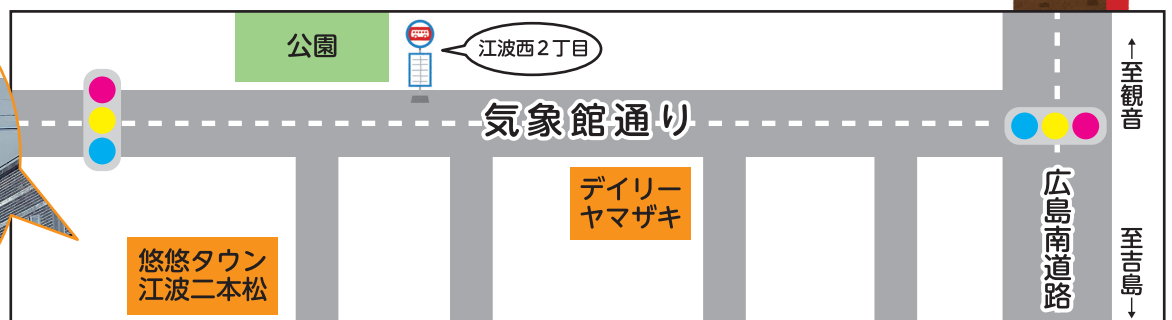 公園
江波西2丁目
←至観音
気象館通り
デイリー
ヤマザキ
広島南道路
悠悠タウン
江波二本松
至吉島→